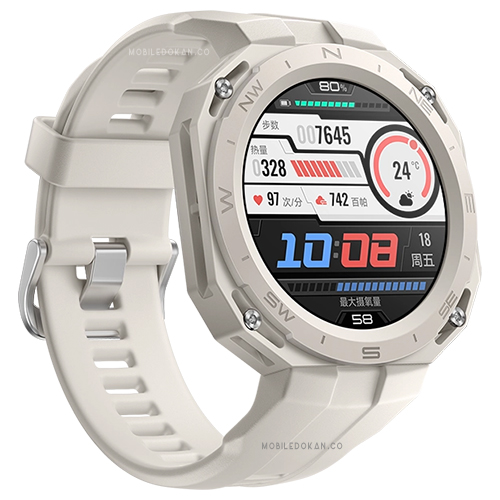 MOBILEDOKAN.CO
N
NE
E
SE
S
SW
W
NW
80%
步数
007645
热量
0328
24°C
97 次/分
742 百帕
10:08
18
周五
最大摄氧量
58
MOBILEDOKAN.CO